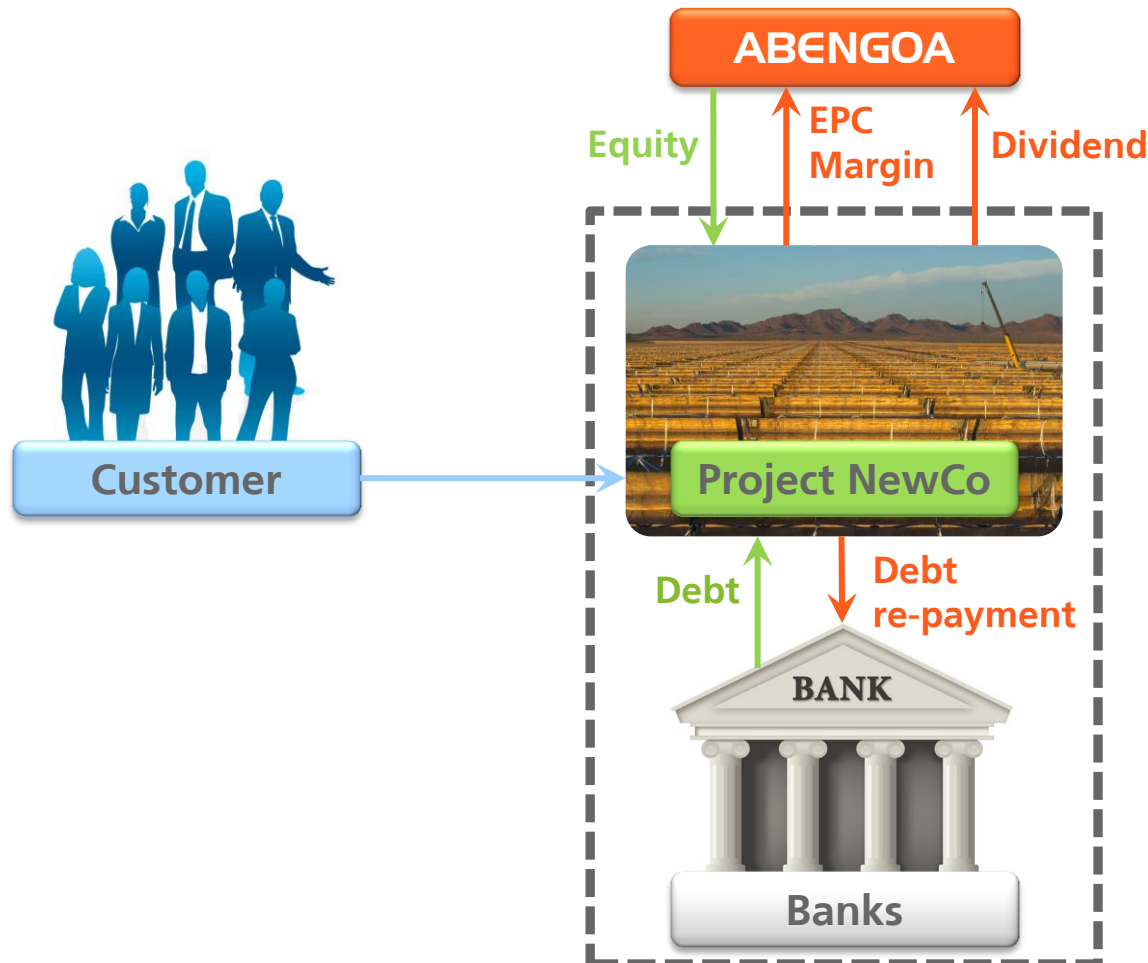 ABENGOA
Equity
EPC
Margin
Dividend
Customer
Project NewCo
Debt
Debt
re-payment
BANK
Banks